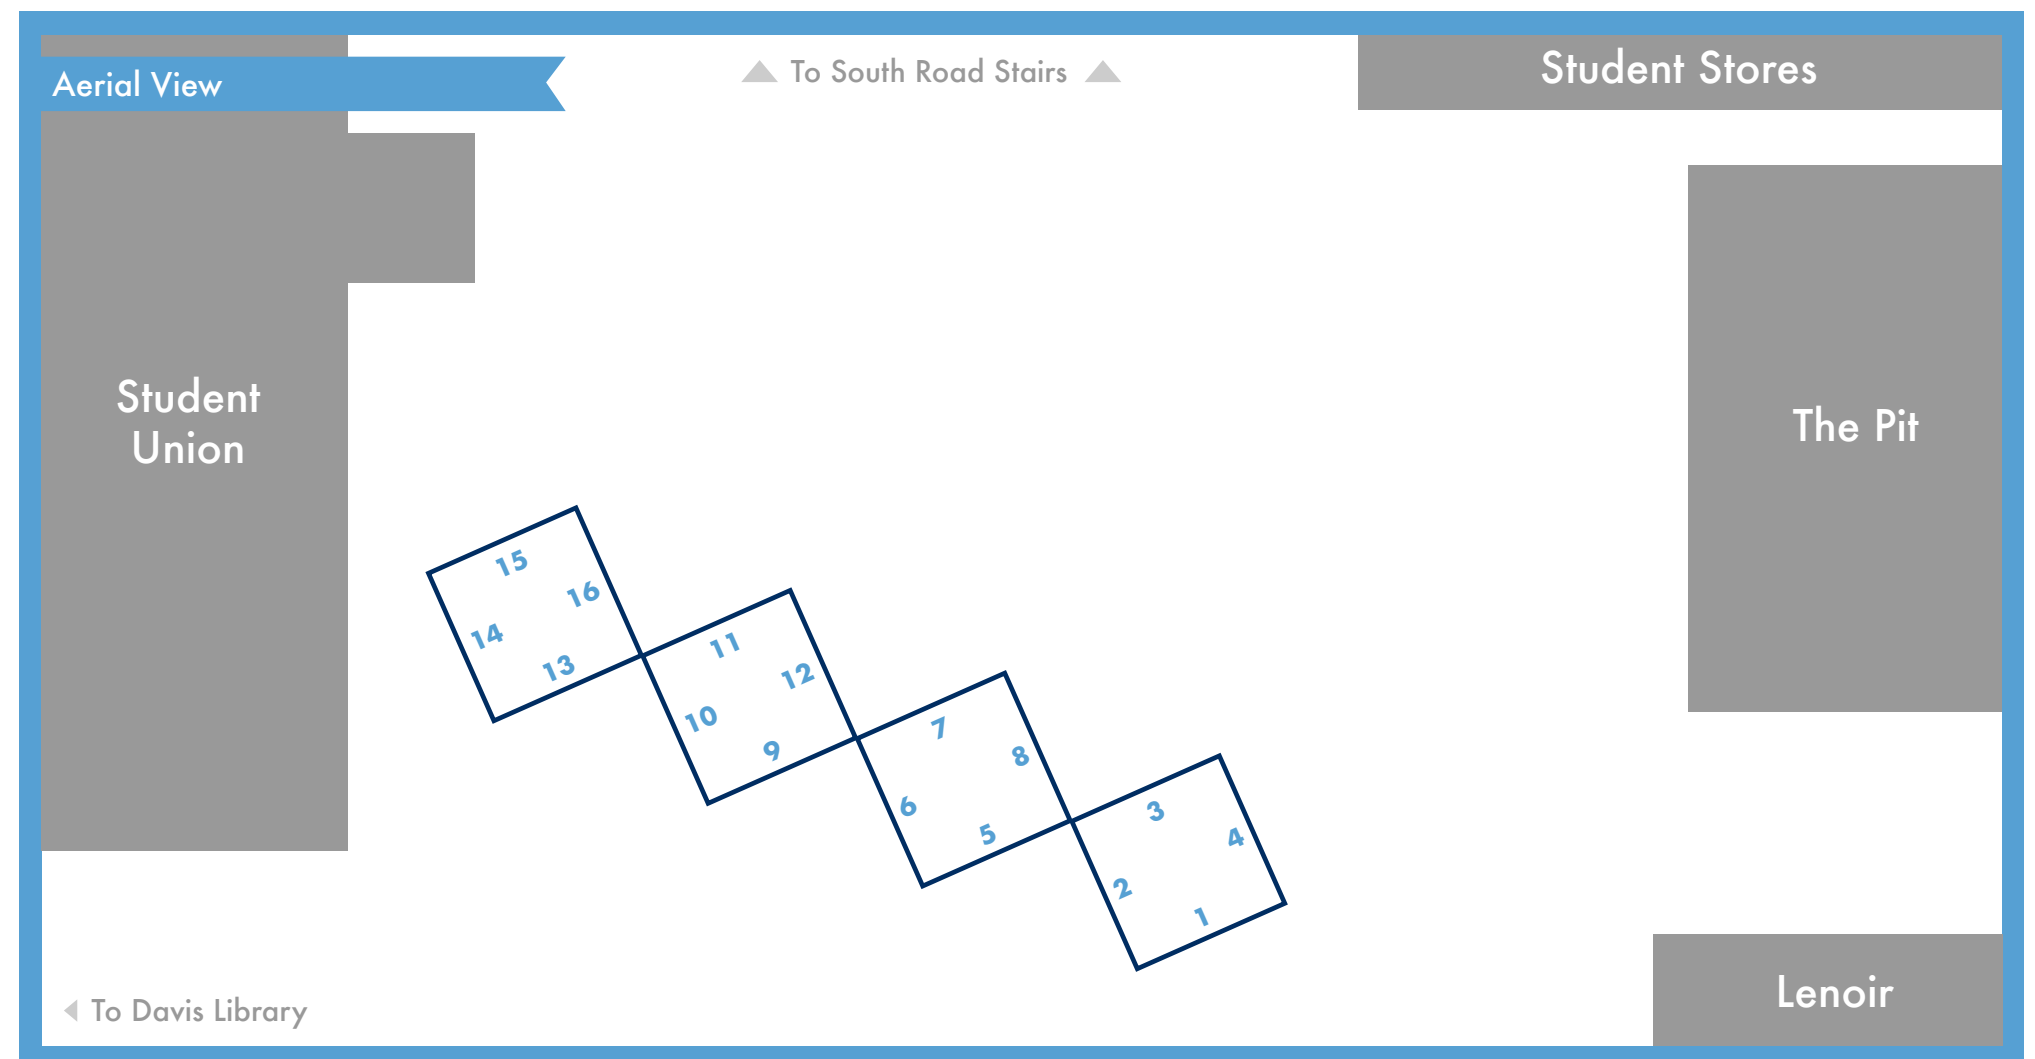 Aerial View
To South Road Stairs
Student Stores
Student
Union
The Pit
15
16
14
13
11
12
10
9
7
8
6
5
3
4
2
1
To Davis Library
Lenoir